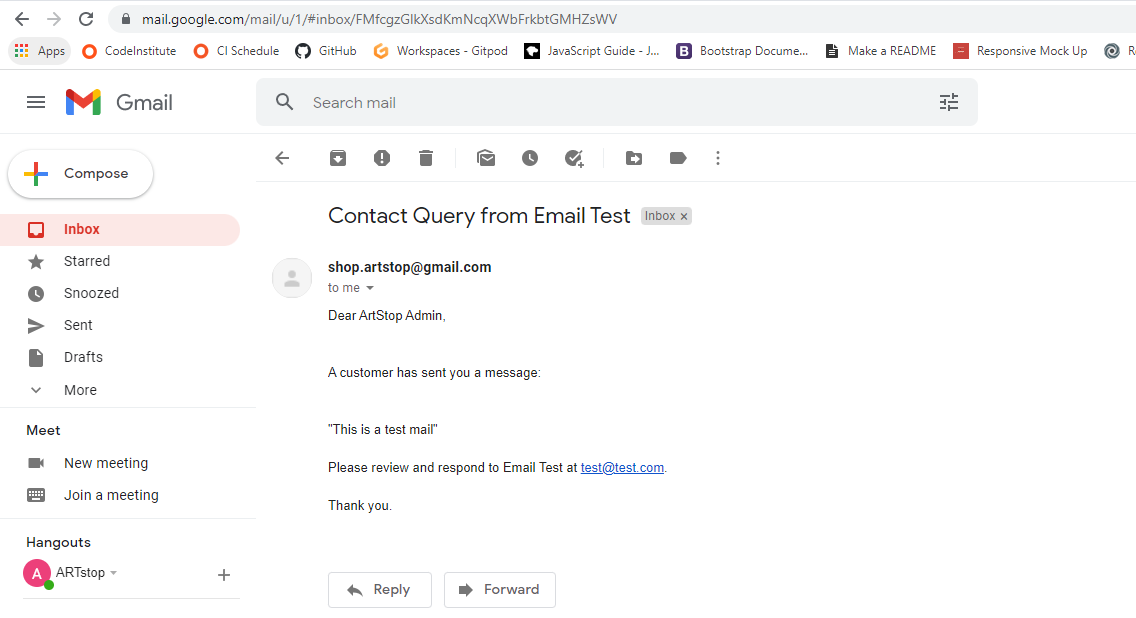 mail.google.com/mail/u/1/#inbox/FMfcgzGlkXsdKmNcqXWbFrkbtGMHZsWV
Apps CodeInstitute CI Schedule GitHub Workspaces - Gitpod JavaScript Guide - J... B Bootstrap Docume... Make a README Responsive Mock Up R
Gmail Search mail
Compose
Contact Query from Email Test Inbox ×
Inbox
Starred
Snoozed
Sent
Drafts
More
shop.artstop@gmail.com
to me
Dear ArtStop Admin,
A customer has sent you a message:
"This is a test mail"
Please review and respond to Email Test at test@test.com.
Thank you.
Meet
New meeting
Join a meeting
Hangouts
A ARTstop +
Reply Forward